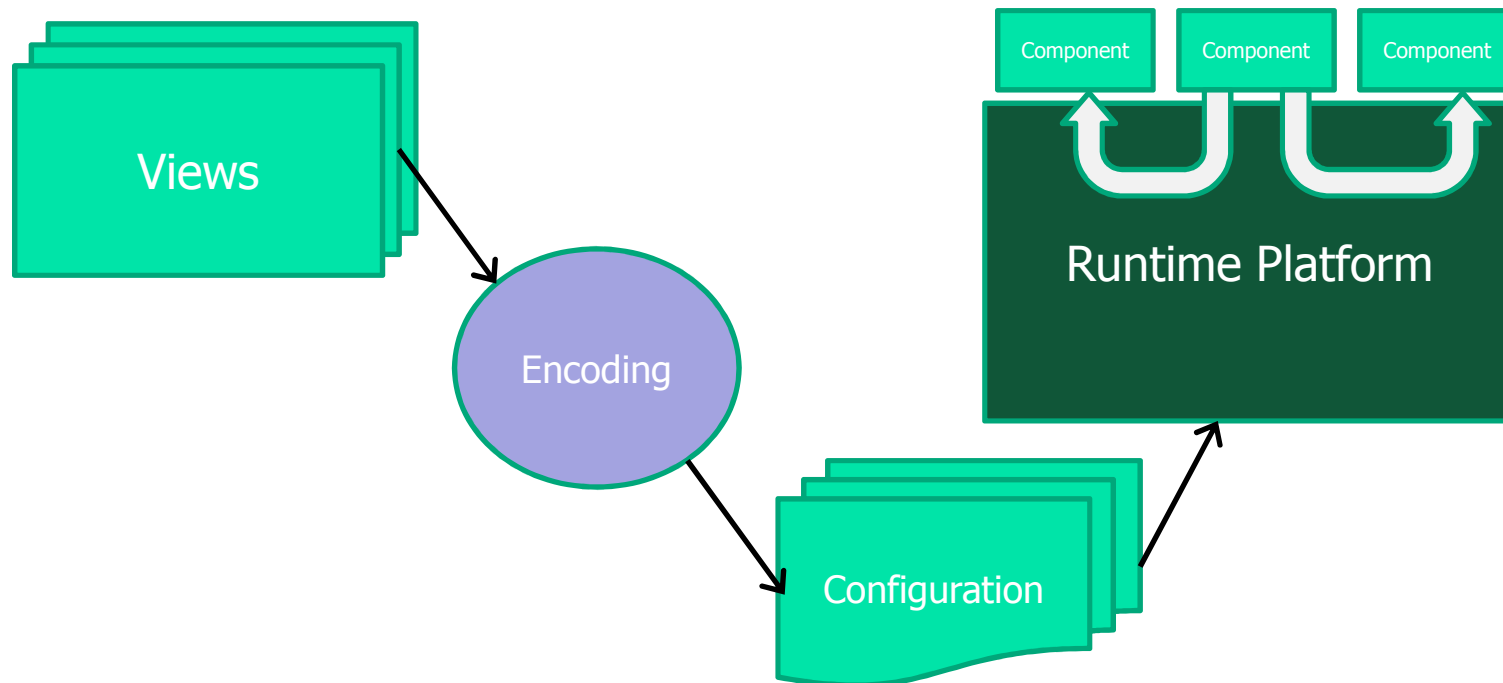 Component
Component
Component
Views
Runtime Platform
Encoding
Configuration